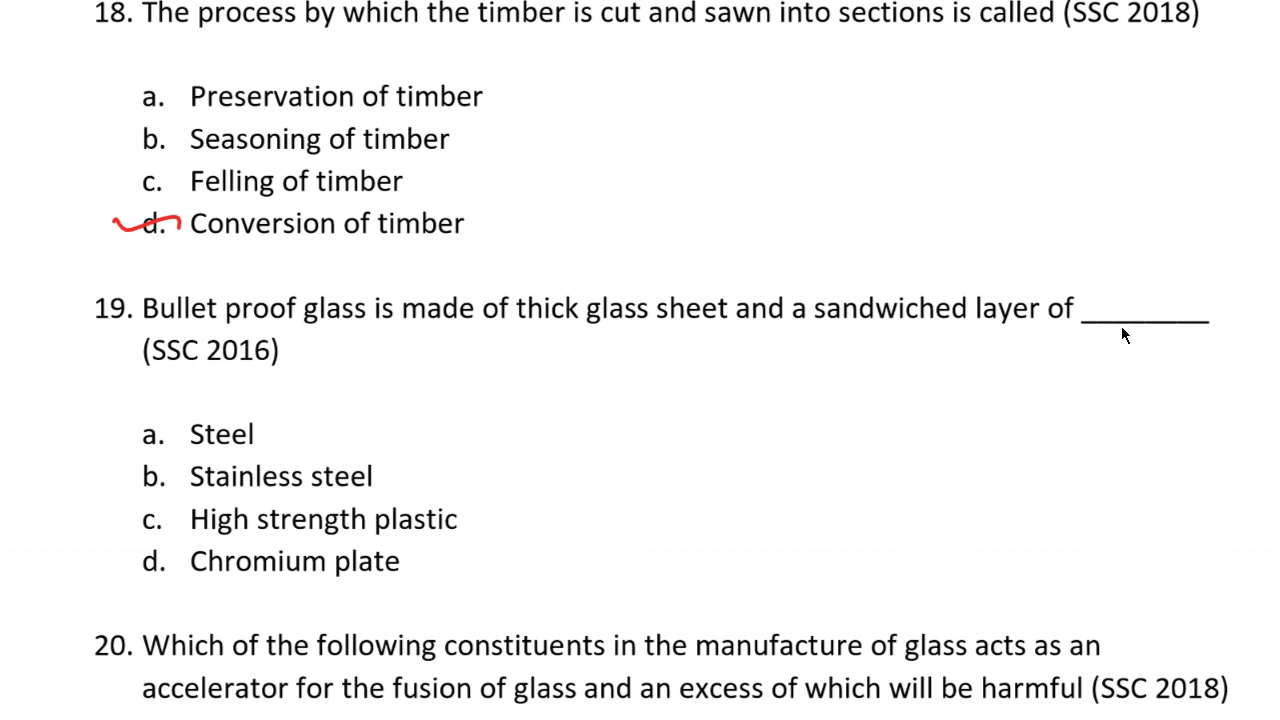 18. The process by which the timber is cut and sawn into sections is called (SSC 2018)
a. Preservation of timber
b. Seasoning of timber
c. Felling of timber
d. Conversion of timber
19. Bullet proof glass is made of thick glass sheet and a sandwiched layer of ________
(SSC 2016)
a. Steel
b. Stainless steel
c. High strength plastic
d. Chromium plate
20. Which of the following constituents in the manufacture of glass acts as an
accelerator for the fusion of glass and an excess of which will be harmful (SSC 2018)